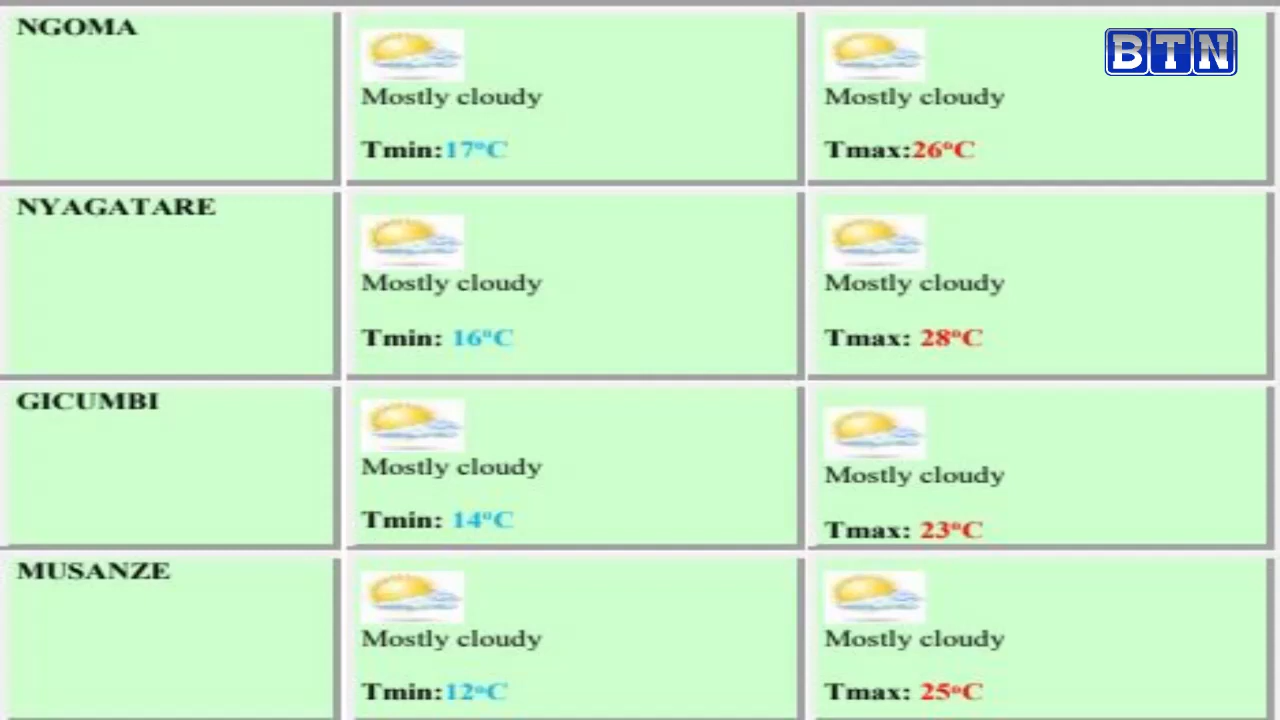 NGOMA
Mostly cloudy
Tmin:17°C
Mostly cloudy
Tmax:26°C
BTN
NYAGATARE
Mostly cloudy
Tmin: 16°C
Mostly cloudy
Tmax: 28°C
GICUMBI
Mostly cloudy
Tmin: 14°C
Mostly cloudy
Tmax: 23°C
MUSANZE
Mostly cloudy
Tmin:12°C
Mostly cloudy
Tmax: 25°C